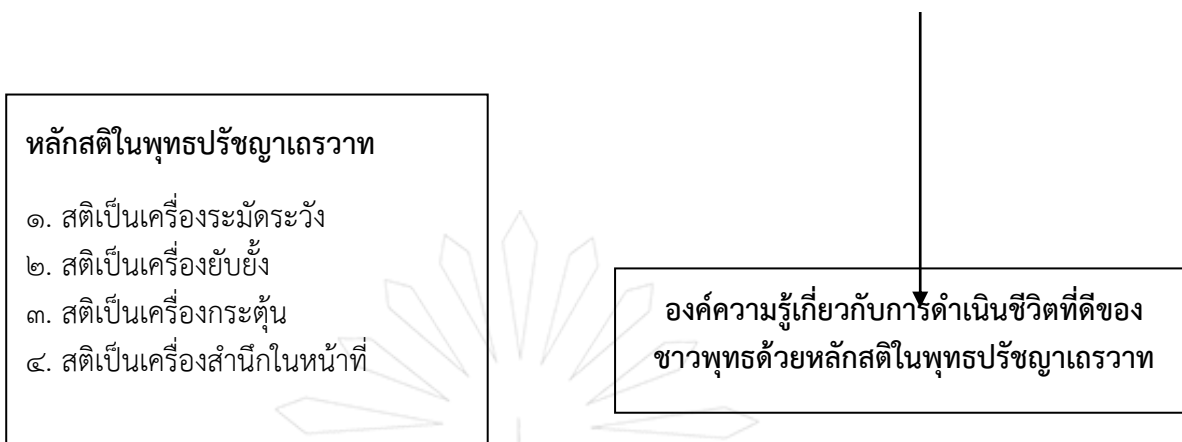 หลักสติในพุทธปรัชญาเถรวาท
๑. สติเป็นเครื่องระมัดระวัง
๒. สติเป็นเครื่องยับยั้ง
๓. สติเป็นเครื่องกระตุ้น
๔. สติเป็นเครื่องสำนึกในหน้าที่
องค์ความรู้เกี่ยวกับการดำเนินชีวิตที่ดีของ
ชาวพุทธด้วยหลักสติในพุทธปรัชญาเถรวาท